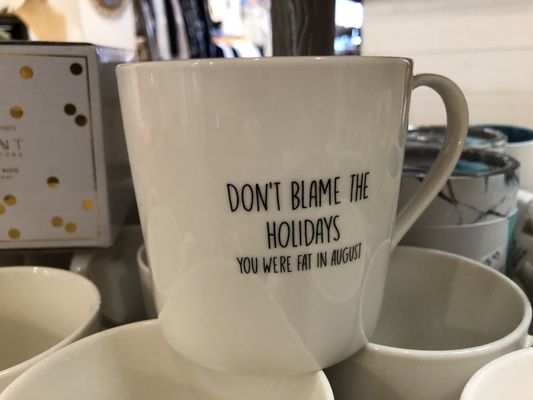 DON'T BLAME THE
HOLIDAYS
YOU WERE FAT IN AUGUST